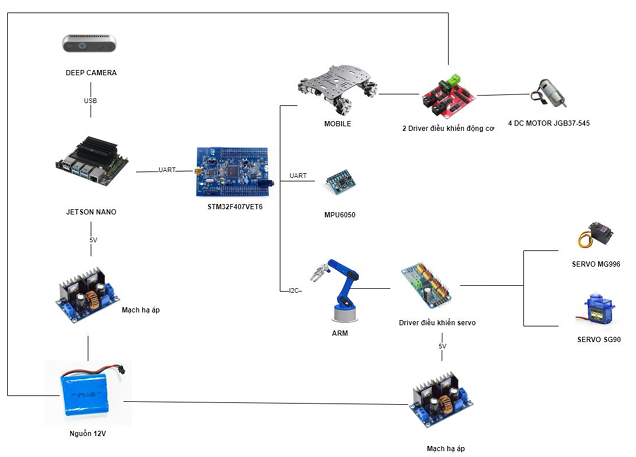 DEEP CAMERA
USB
JETSON NANO
UART
STM32F407VET6
MOBILE
2 Driver điều khiển động cơ
4 DC MOTOR JGB37-545
UART
MPU6050
5V
Mạch hạ áp
I2C
ARM
Driver điều khiển servo
SERVO MG996
SERVO SG90
5V
Nguồn 12V
Mạch hạ áp